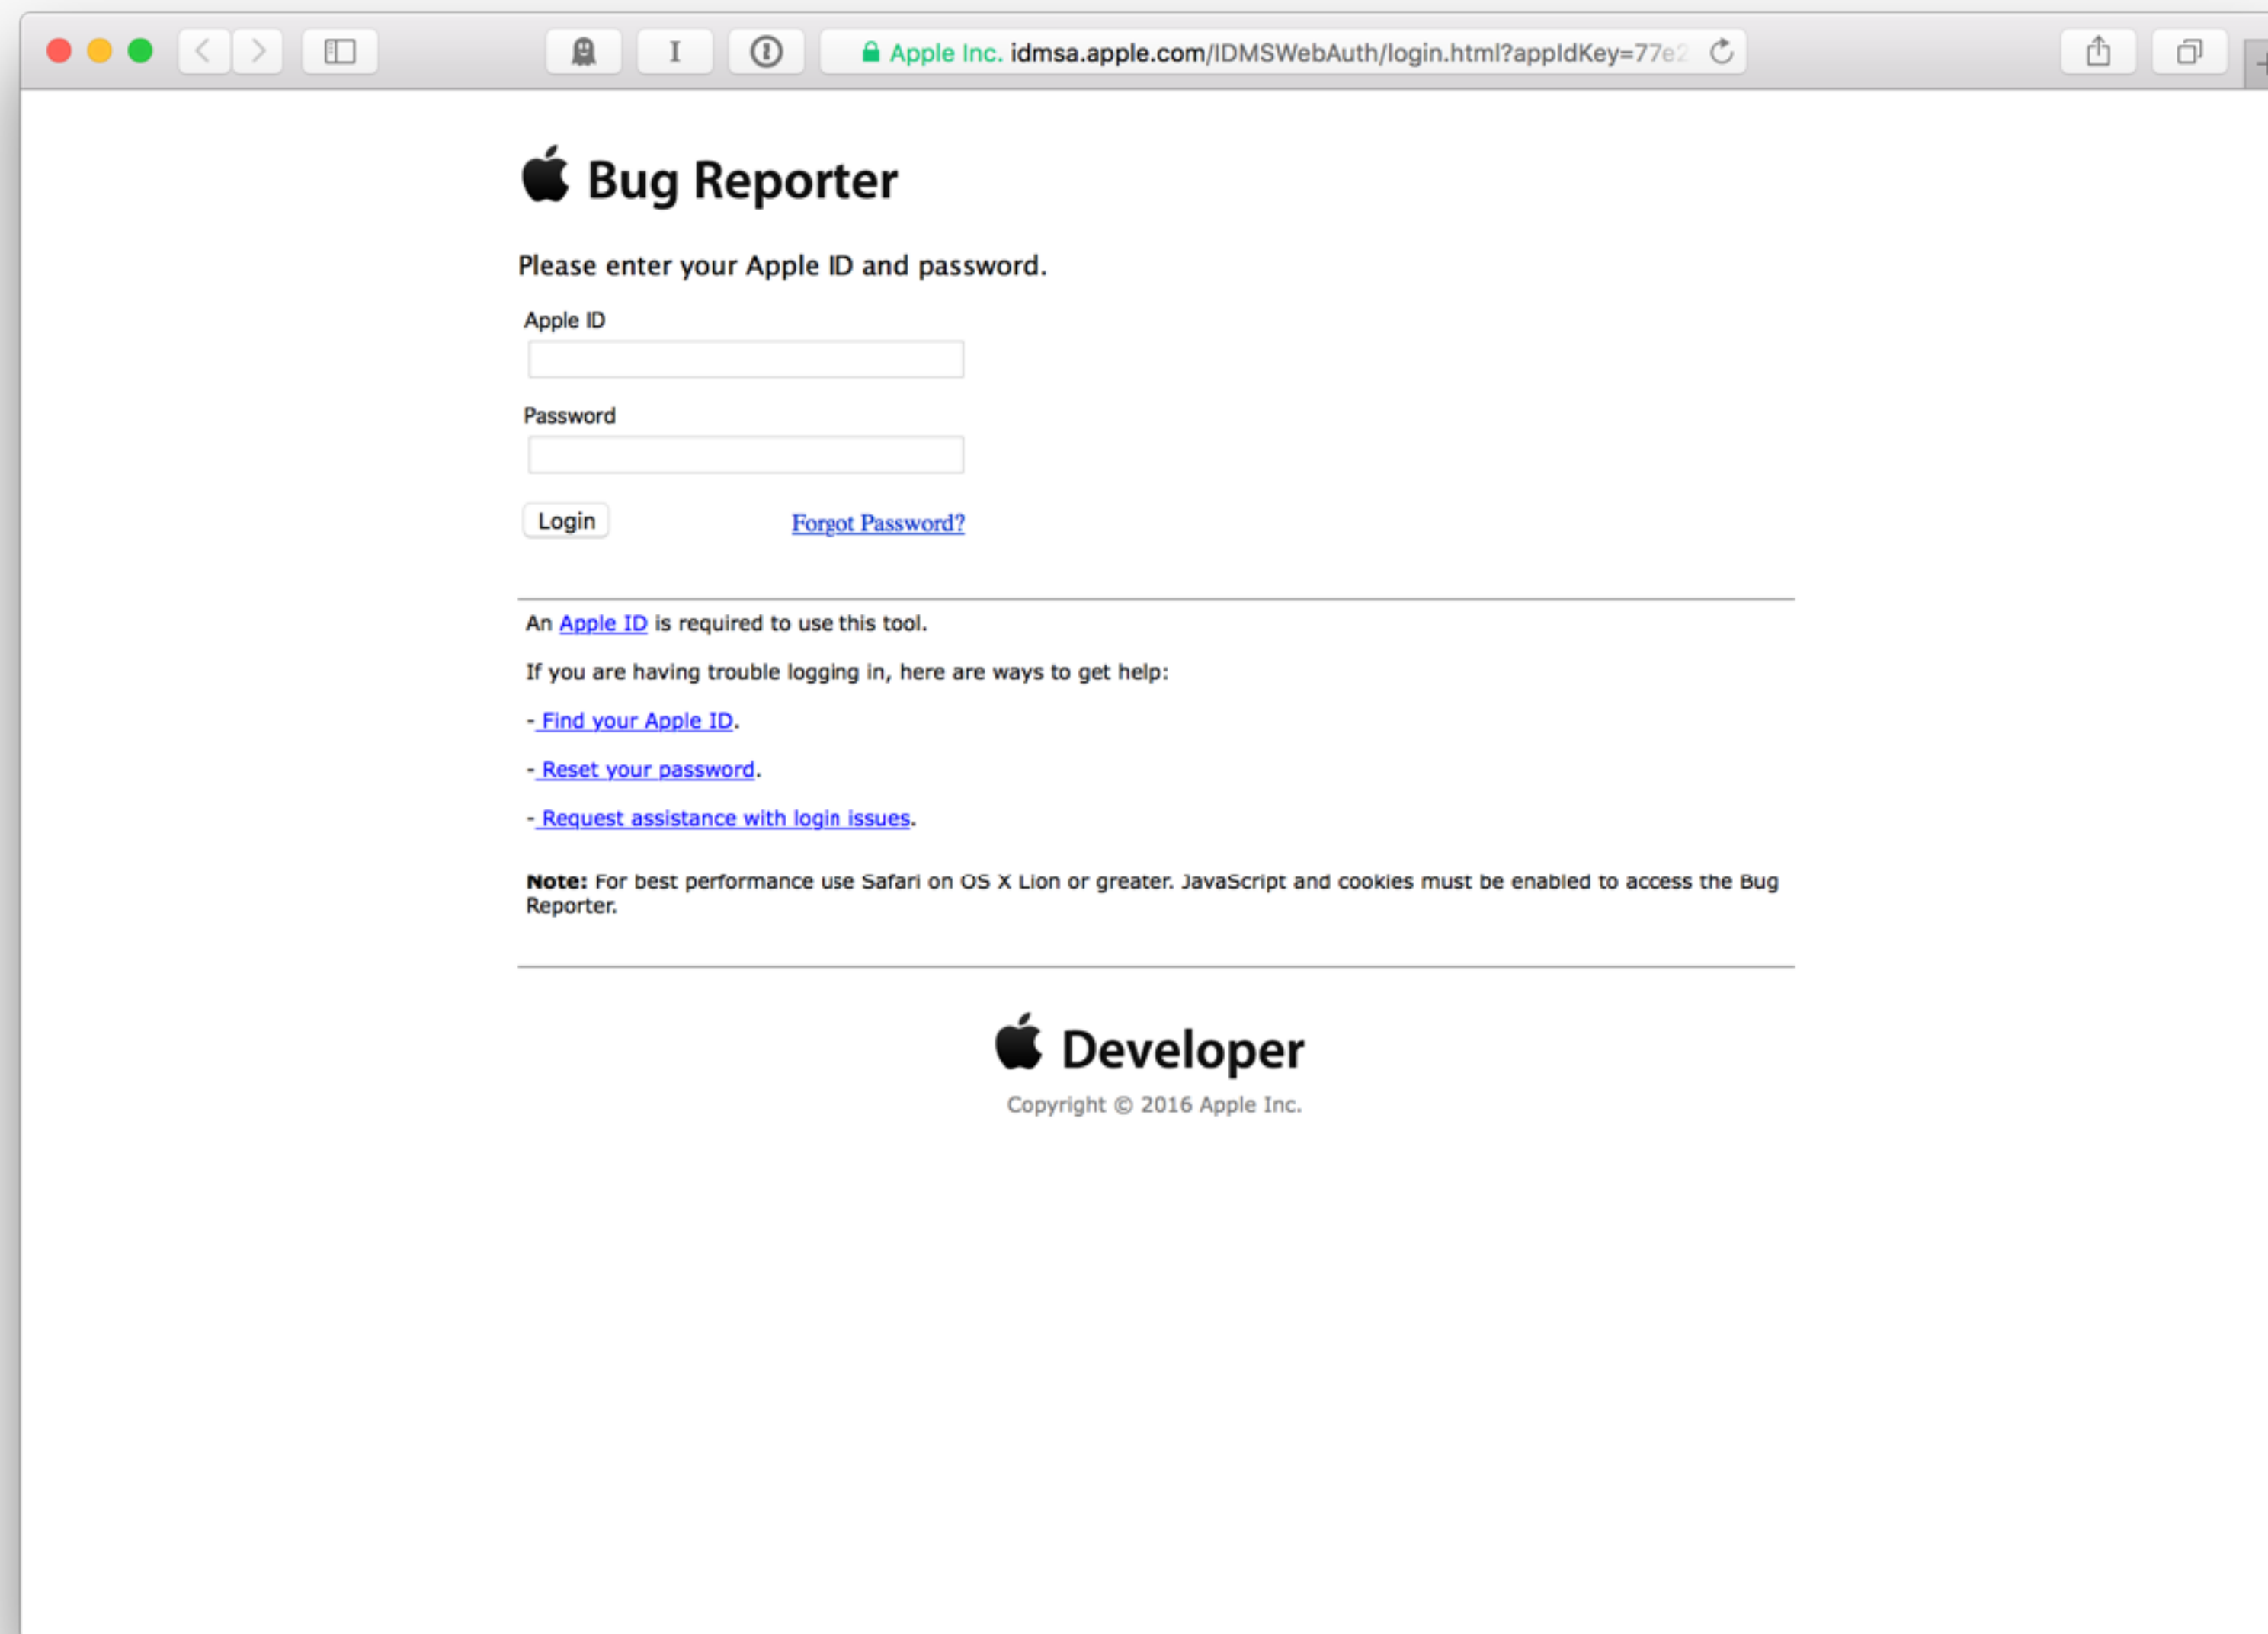 Apple Inc. idmsa.apple.com/IDMSWebAuth/login.html?appIdKey=77e2
Bug Reporter
Please enter your Apple ID and password.
Apple ID
Password
Login Forgot Password?
An Apple ID is required to use this tool.
If you are having trouble logging in, here are ways to get help:
- Find your Apple ID.
- Reset your password.
- Request assistance with login issues.
Note: For best performance use Safari on OS X Lion or greater. JavaScript and cookies must be enabled to access the Bug
Reporter.
Developer
Copyright © 2016 Apple Inc.